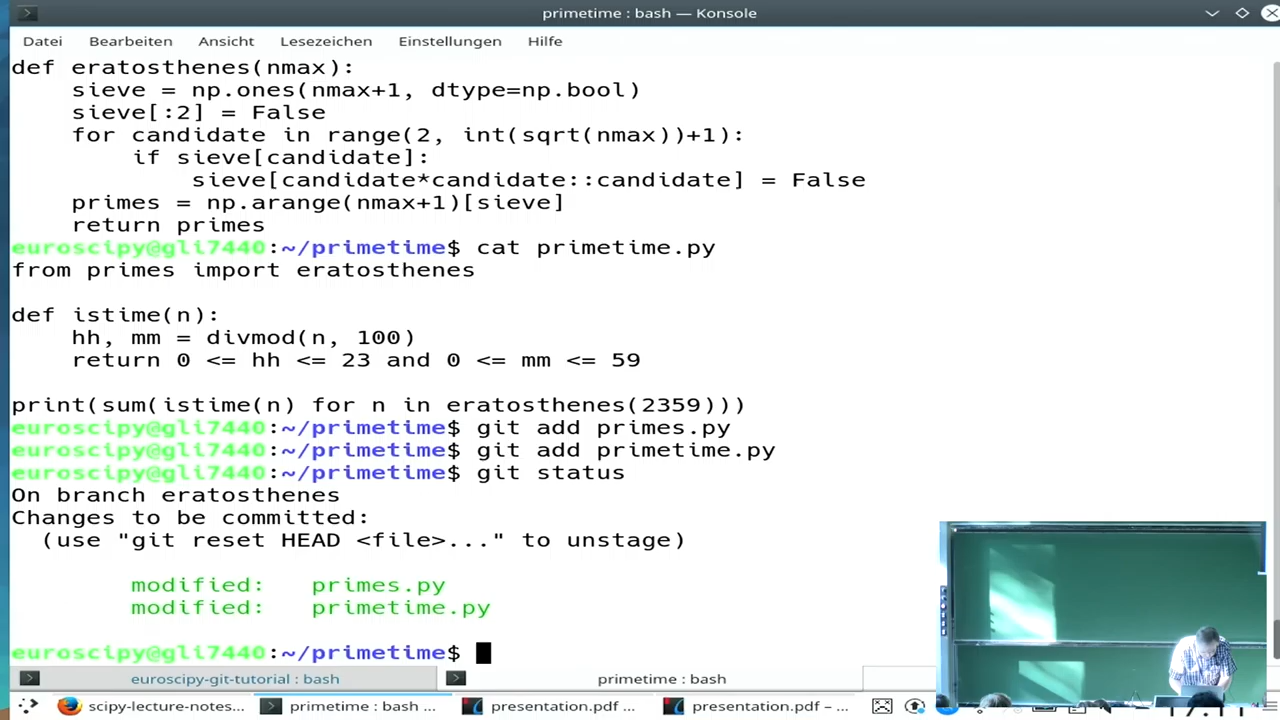 primetime : bash — Konsole
Datei Bearbeiten Ansicht Lesezeichen Einstellungen Hilfe
def eratosthenes(nmax):
    sieve = np.ones(nmax+1, dtype=np.bool)
    sieve[:2] = False
    for candidate in range(2, int(sqrt(nmax))+1):
        if sieve[candidate]:
            sieve[candidate*candidate::candidate] = False
    primes = np.arange(nmax+1)[sieve]
    return primes
euroscipy@gli7440:~/primetime$ cat primetime.py
from primes import eratosthenes
def istime(n):
    hh, mm = divmod(n, 100)
    return 0 <= hh <= 23 and 0 <= mm <= 59
print(sum(istime(n) for n in eratosthenes(2359)))
euroscipy@gli7440:~/primetime$ git add primes.py
euroscipy@gli7440:~/primetime$ git add primetime.py
euroscipy@gli7440:~/primetime$ git status
On branch eratosthenes
Changes to be committed:
  (use "git reset HEAD <file>..." to unstage)
        modified:   primes.py
        modified:   primetime.py
euroscipy@gli7440:~/primetime$
euroscipy-git-tutorial : bash primetime : bash
scipy-lecture-notes... primetime : bash ... presentation.pdf ... presentation.pdf – ...